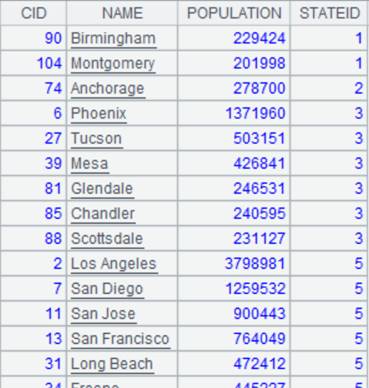 CID NAME POPULATION STATEID
90 Birmingham 229424 1
104 Montgomery 201998 1
74 Anchorage 278700 2
6 Phoenix 1371960 3
27 Tucson 503151 3
39 Mesa 426841 3
81 Glendale 246531 3
85 Chandler 240595 3
88 Scottsdale 231127 3
2 Los Angeles 3798981 5
7 San Diego 1259532 5
11 San Jose 900443 5
13 San Francisco 764049 5
31 Long Beach 472412 5
34 Fresno 5